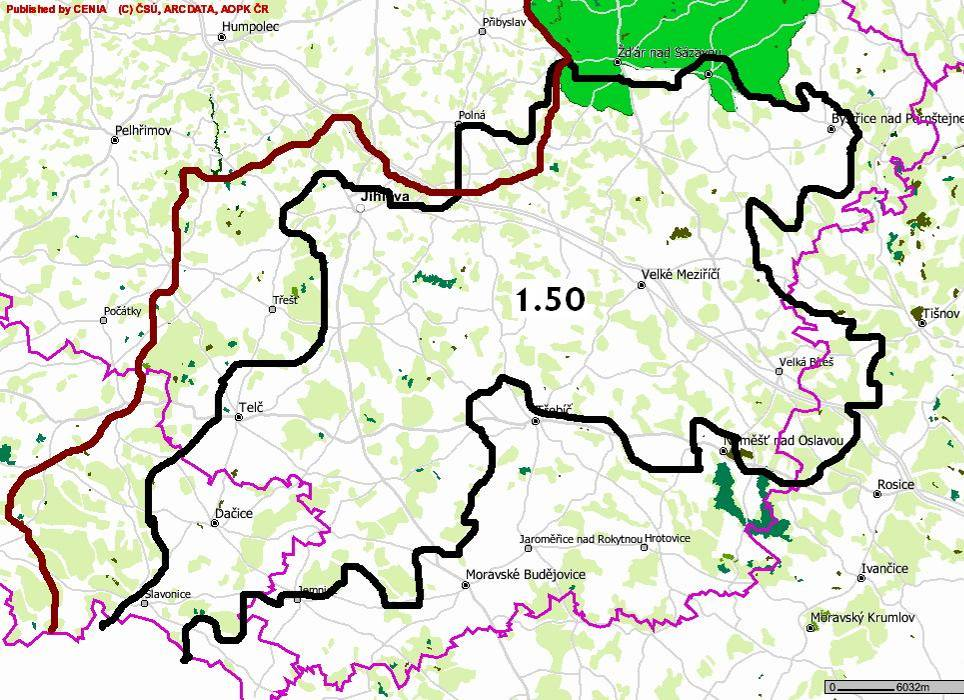 Published by CENIA (C) ČSÚ, ARCDATA, AOPK ČR
Humpolec
Přibyslav
Žďár nad Sázavou
Pelhřimov
Polná
Bystřice nad Pernštejne
Jihlava
Velké Meziříčí
1.50
Třešť
Počátky
Tišnov
Velká Bíteš
Telč
Třebíč
Náměšť nad Oslavou
Rosice
Dačice
Jaroměřice nad Rokytnou
Hrotovice
Ivančice
Moravské Budějovice
Slavonice
Jemnice
Moravský Krumlov
0 6032m